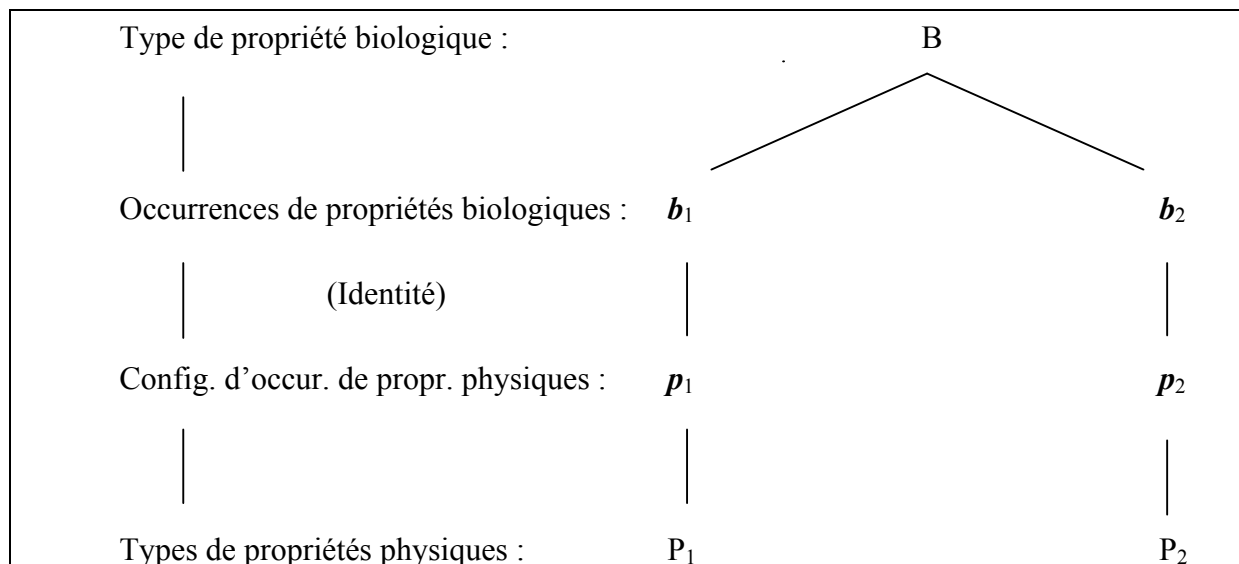 Type de propriété biologique : B
Occurrences de propriétés biologiques : b₁ b₂
(Identité)
Config. d’occur. de propr. physiques : p₁ p₂
Types de propriétés physiques : P₁ P₂